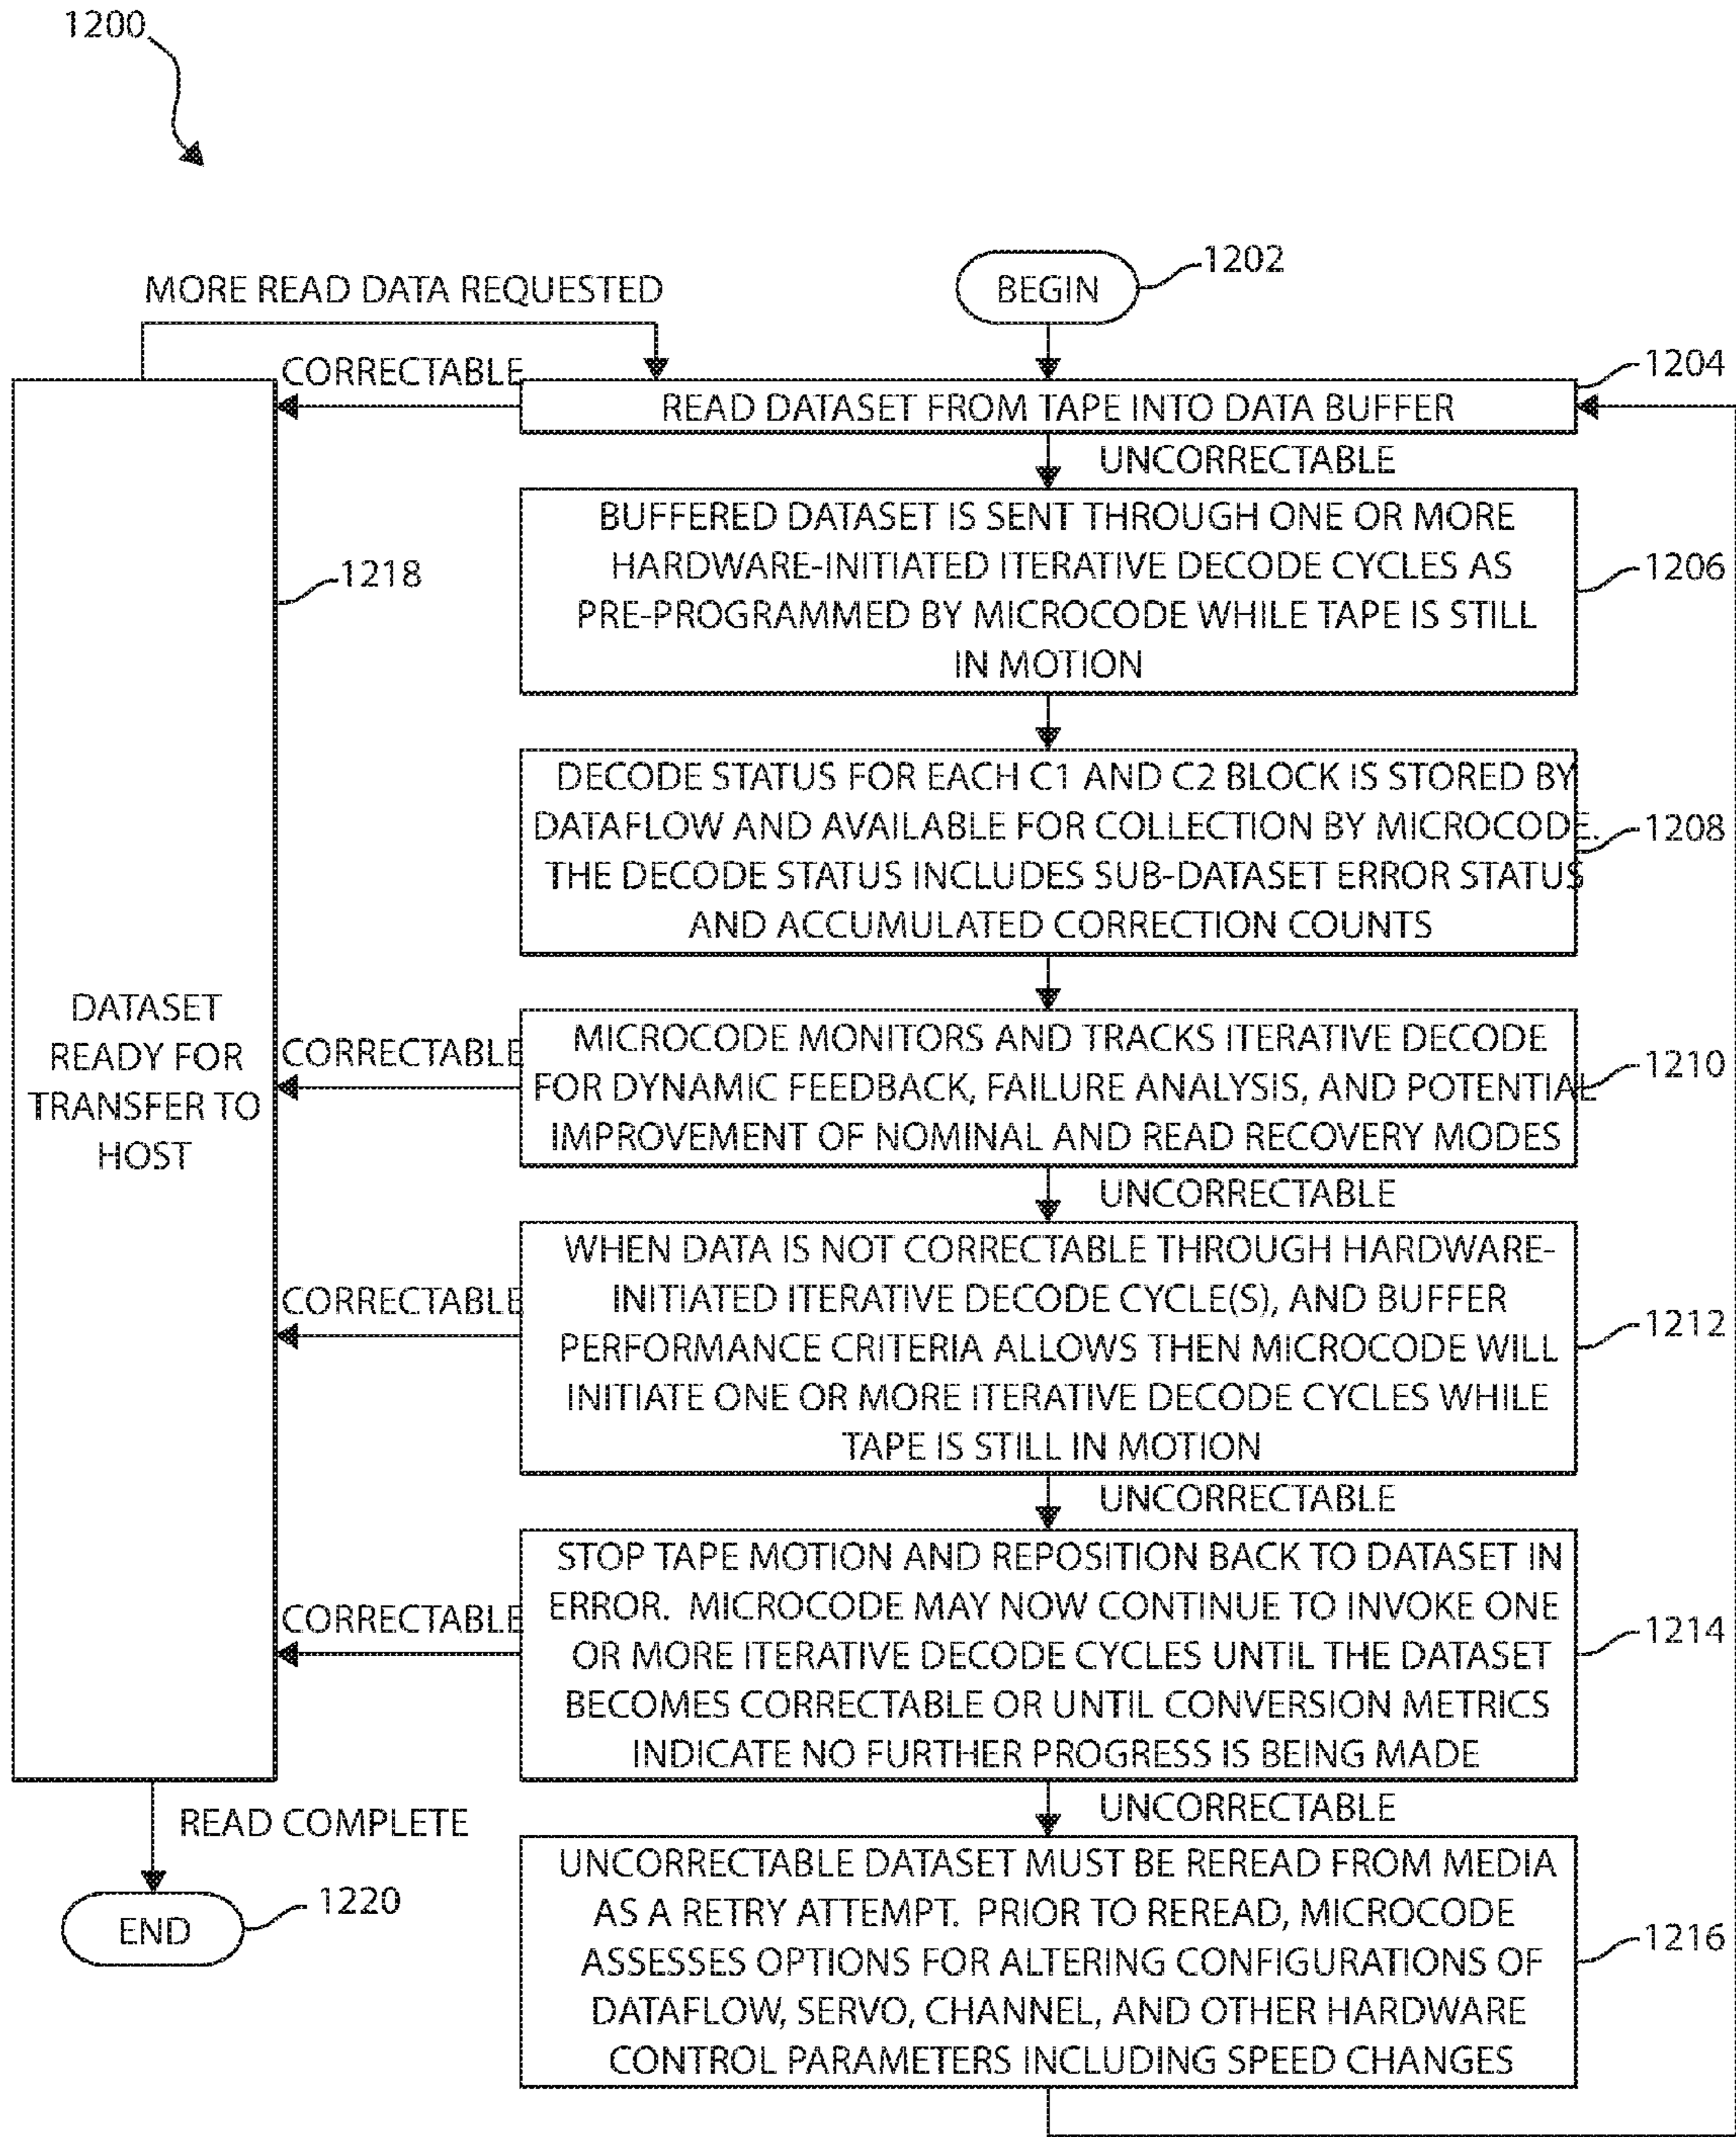 1200
BEGIN
1202
MORE READ DATA REQUESTED
CORRECTABLE
1204
READ DATASET FROM TAPE INTO DATA BUFFER
UNCORRECTABLE
BUFFERED DATASET IS SENT THROUGH ONE OR MORE
HARDWARE-INITIATED ITERATIVE DECODE CYCLES AS
PRE-PROGRAMMED BY MICROCODE WHILE TAPE IS STILL
IN MOTION
1206
1218
DECODE STATUS FOR EACH C1 AND C2 BLOCK IS STORED BY
DATAFLOW AND AVAILABLE FOR COLLECTION BY MICROCODE.
THE DECODE STATUS INCLUDES SUB-DATASET ERROR STATUS
AND ACCUMULATED CORRECTION COUNTS
1208
DATASET
READY FOR
TRANSFER TO
HOST
CORRECTABLE
MICROCODE MONITORS AND TRACKS ITERATIVE DECODE
FOR DYNAMIC FEEDBACK, FAILURE ANALYSIS, AND POTENTIAL
IMPROVEMENT OF NOMINAL AND READ RECOVERY MODES
1210
UNCORRECTABLE
CORRECTABLE
WHEN DATA IS NOT CORRECTABLE THROUGH HARDWARE-
INITIATED ITERATIVE DECODE CYCLE(S), AND BUFFER
PERFORMANCE CRITERIA ALLOWS THEN MICROCODE WILL
INITIATE ONE OR MORE ITERATIVE DECODE CYCLES WHILE
TAPE IS STILL IN MOTION
1212
UNCORRECTABLE
CORRECTABLE
STOP TAPE MOTION AND REPOSITION BACK TO DATASET IN
ERROR. MICROCODE MAY NOW CONTINUE TO INVOKE ONE
OR MORE ITERATIVE DECODE CYCLES UNTIL THE DATASET
BECOMES CORRECTABLE OR UNTIL CONVERSION METRICS
INDICATE NO FURTHER PROGRESS IS BEING MADE
1214
UNCORRECTABLE
READ COMPLETE
END
1220
UNCORRECTABLE DATASET MUST BE REREAD FROM MEDIA
AS A RETRY ATTEMPT. PRIOR TO REREAD, MICROCODE
ASSESSES OPTIONS FOR ALTERING CONFIGURATIONS OF
DATAFLOW, SERVO, CHANNEL, AND OTHER HARDWARE
CONTROL PARAMETERS INCLUDING SPEED CHANGES
1216